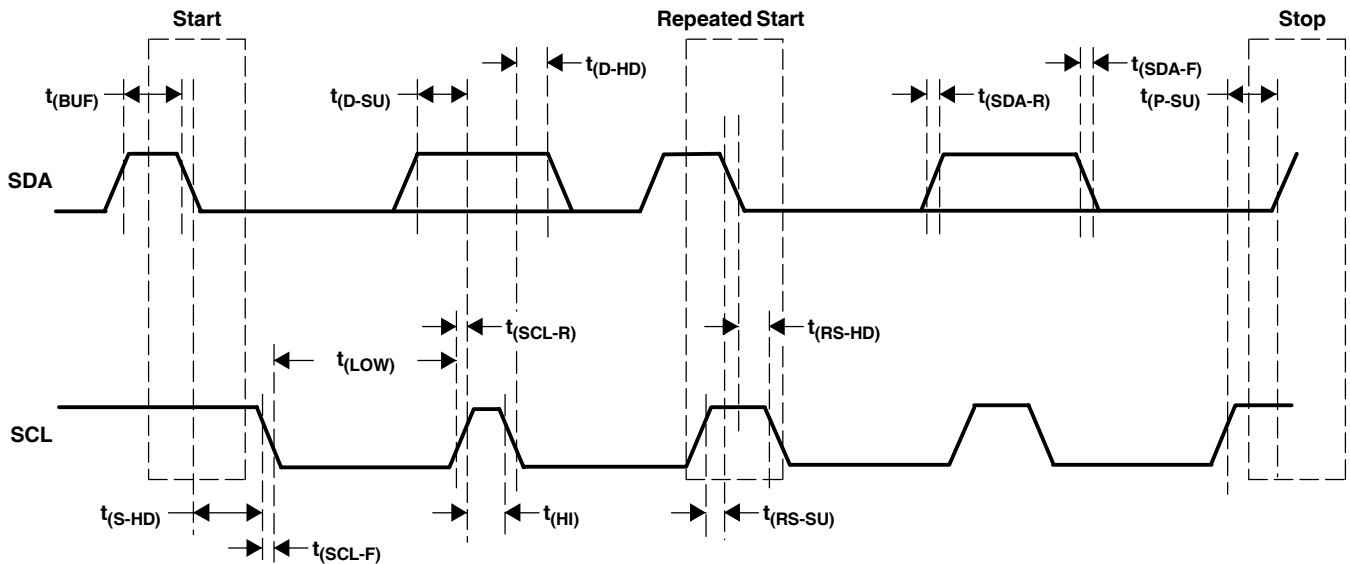 Start
Repeated Start
Stop
t(BUF)
t(D-SU)
t(D-HD)
t(SDA-R)
t(SDA-F)
t(P-SU)
SDA
t(SCL-R)
t(RS-HD)
t(LOW)
SCL
t(S-HD)
t(HI)
t(RS-SU)
t(SCL-F)